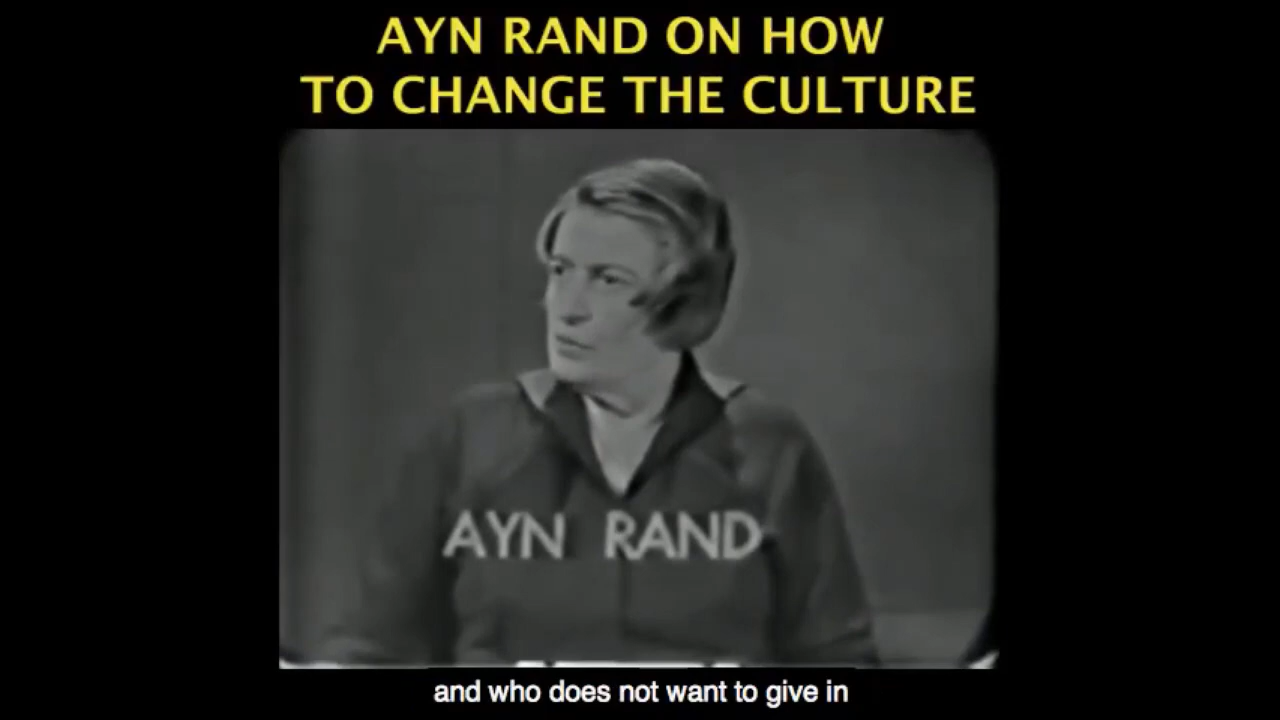 AYN RAND ON HOW
TO CHANGE THE CULTURE
AYN RAND
and who does not want to give in